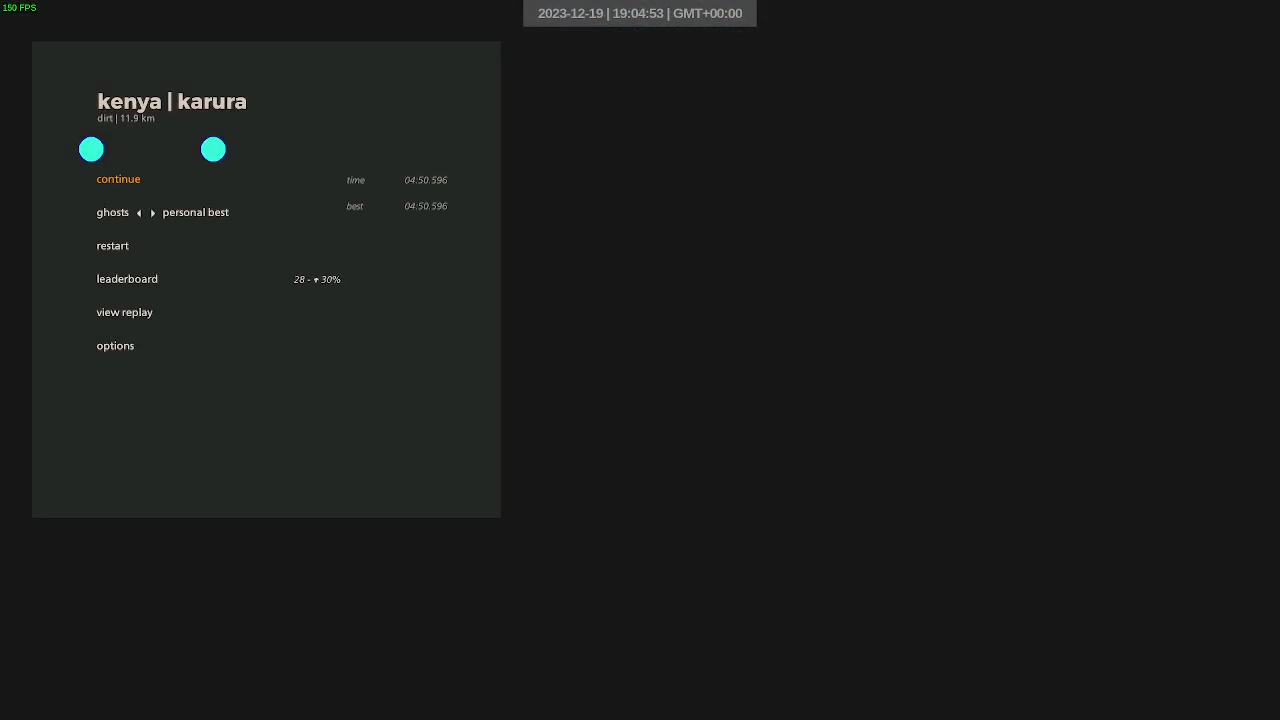 150 FPS
2023-12-19 | 19:04:53 | GMT+00:00
kenya | karura
dirt | 11.9 km
continue
time 04:50.596
ghosts personal best
best 04:50.596
restart
leaderboard 28 - 30%
view replay
options